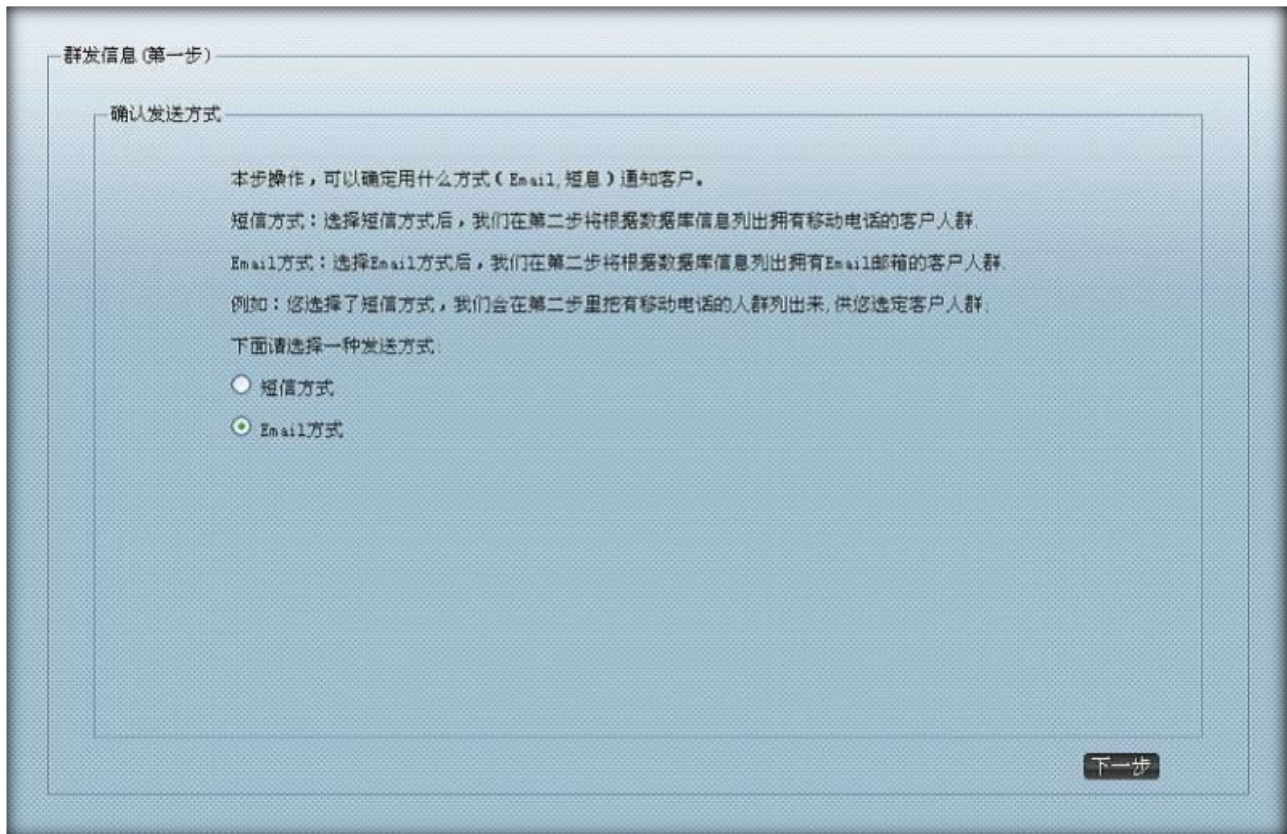 群发信息(第一步)
确认发送方式
本步操作，可以确定用什么方式（Email,短息）通知客户。
短信方式：选择短信方式后，我们在第二步将根据数据库信息列出拥有移动电话的客户人群.
Email方式：选择Email方式后，我们在第二步将根据数据库信息列出拥有Email邮箱的客户人群.
例如：您选择了短信方式，我们会在第二步里把有移动电话的人群列出来,供您选定客户人群;
下面请选择一种发送方式:
短信方式
Email方式
下一步